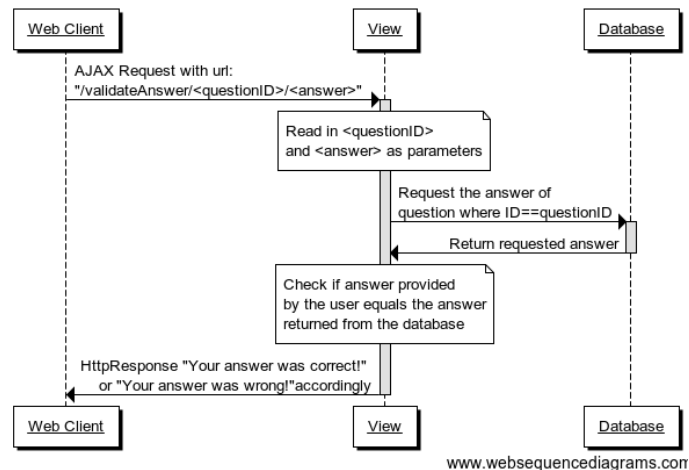 Web Client
View
Database
AJAX Request with url:
"/validateAnswer/<questionID>/<answer>"
Read in <questionID>
and <answer> as parameters
Request the answer of
question where ID==questionID
Return requested answer
Check if answer provided
by the user equals the answer
returned from the database
HttpResponse "Your answer was correct!"
or "Your answer was wrong!"accordingly
Web Client
View
Database
www.websequencediagrams.com